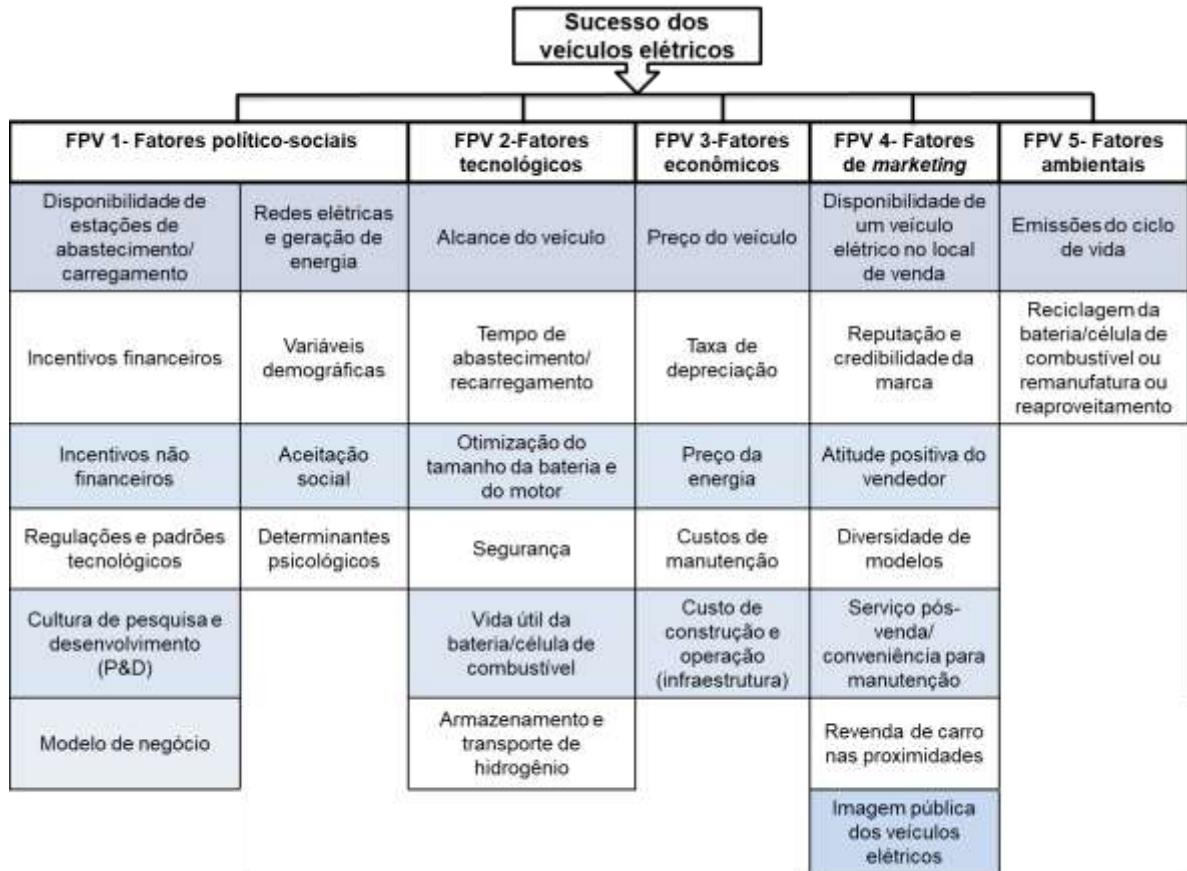 Sucesso dos
veículos elétricos
FPV 1- Fatores político-sociais
FPV 2-Fatores
tecnológicos
FPV 3-Fatores
econômicos
FPV 4- Fatores
de marketing
FPV 5- Fatores
ambientais
Disponibilidade de
estações de
abastecimento/
carregamento
Redes elétricas
e geração de
energia
Alcance do veículo
Preço do veículo
Disponibilidade de
um veículo
elétrico no local
de venda
Emissões do ciclo
de vida
Incentivos financeiros
Variáveis
demográficas
Tempo de
abastecimento/
recarregamento
Taxa de
depreciação
Reputação e
credibilidade da
marca
Reciclagem da
bateria/célula de
combustível ou
remanufatura ou
reaproveitamento
Incentivos não
financeiros
Aceitação
social
Otimização do
tamanho da bateria e
do motor
Preço da
energia
Atitude positiva do
vendedor
Regulações e padrões
tecnológicos
Determinantes
psicológicos
Segurança
Custos de
manutenção
Diversidade de
modelos
Cultura de pesquisa e
desenvolvimento
(P&D)
Vida útil da
bateria/célula de
combustível
Custo de
construção e
operação
(infraestrutura)
Serviço pós-
venda/
conveniência para
manutenção
Modelo de negócio
Armazenamento e
transporte de
hidrogênio
Revenda de carro
nas proximidades
Imagem pública
dos veículos
elétricos